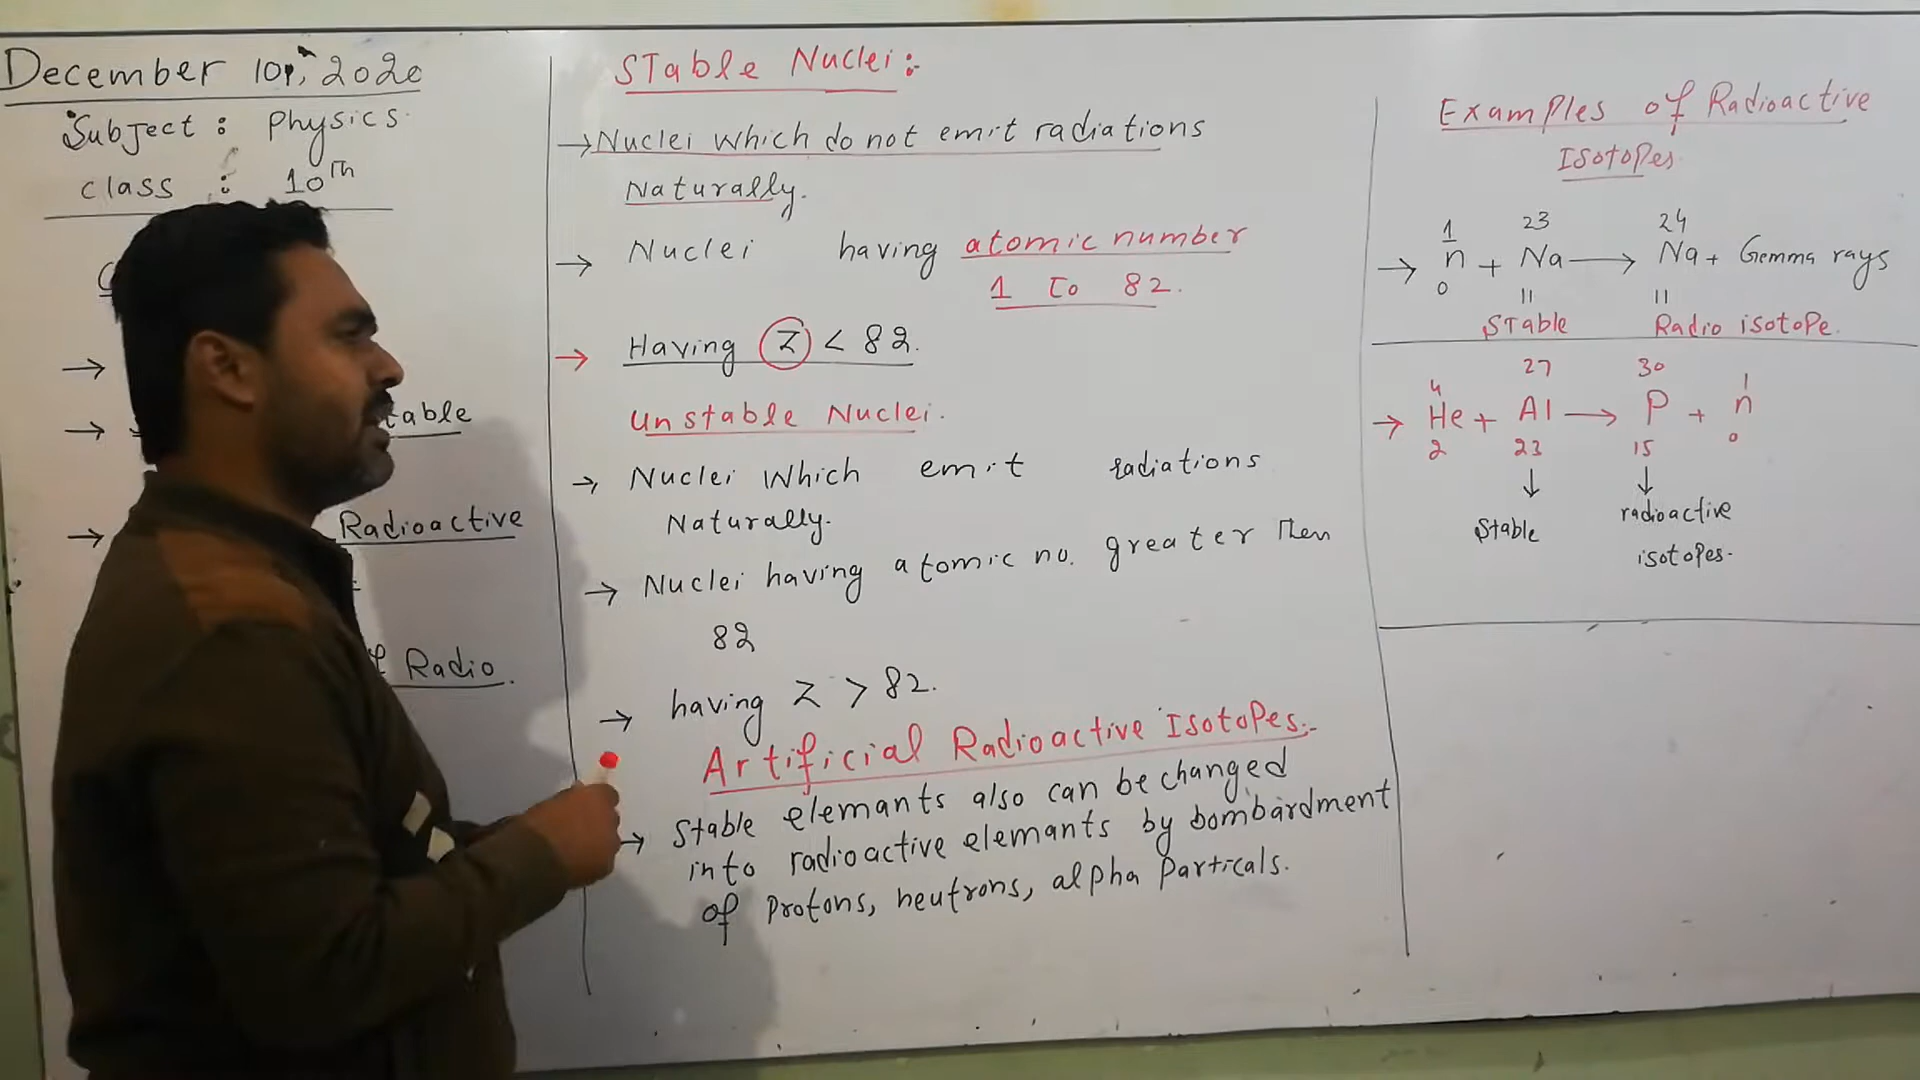 December 10, 2020
Subject : Physics
class : 10th
table
Radioactive
Radio.
STable Nuclei :-
→ Nuclei which do not emit radiations
Naturally.
→ Nuclei having atomic number
1 to 82.
→ Having Z < 82.
Unstable Nuclei.
→ Nuclei Which emit radiations
Naturally.
→ Nuclei having atomic no. greater Then
82
→ having Z > 82.
Artificial Radioactive Isotopes:-
→ Stable elemants also can be changed
into radioactive elemants by bombardment
of Protons, neutrons, alpha Particals.
Examples of Radioactive
Isotopes
1 23 24
→ n + Na → Na + Gemma rays
0 || ||
STable Radio isotope.
4 27 30 1
→ He + Al → P + n
2 23 15 0
↓ ↓
Stable radioactive
isotopes.